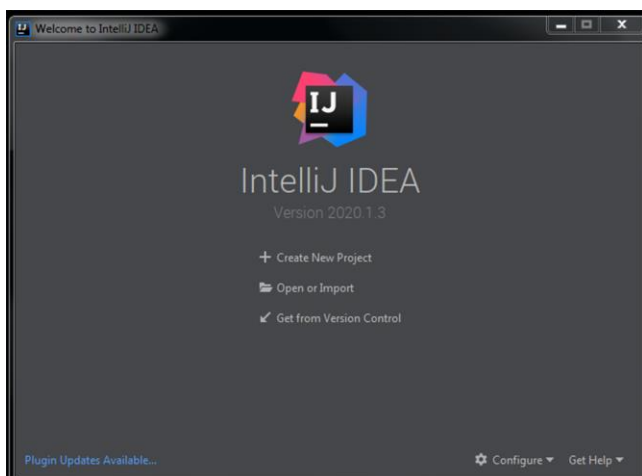 Welcome to IntelliJ IDEA
IJ
IntelliJ IDEA
Version 2020.1.3
Create New Project
Open or Import
Get from Version Control
Plugin Updates Available...
Configure
Get Help